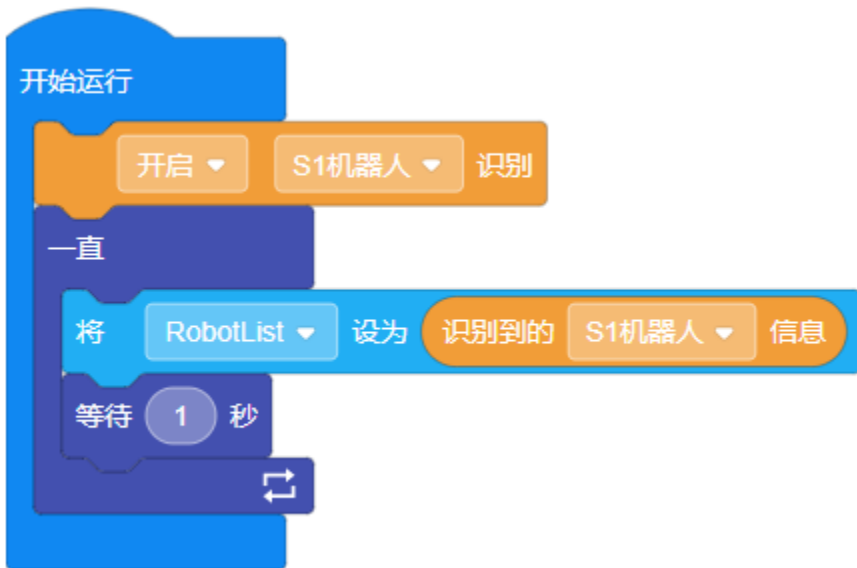 开始运行
开启 S1机器人 识别
一直
将 RobotList 设为 识别到的 S1机器人 信息
等待 1 秒